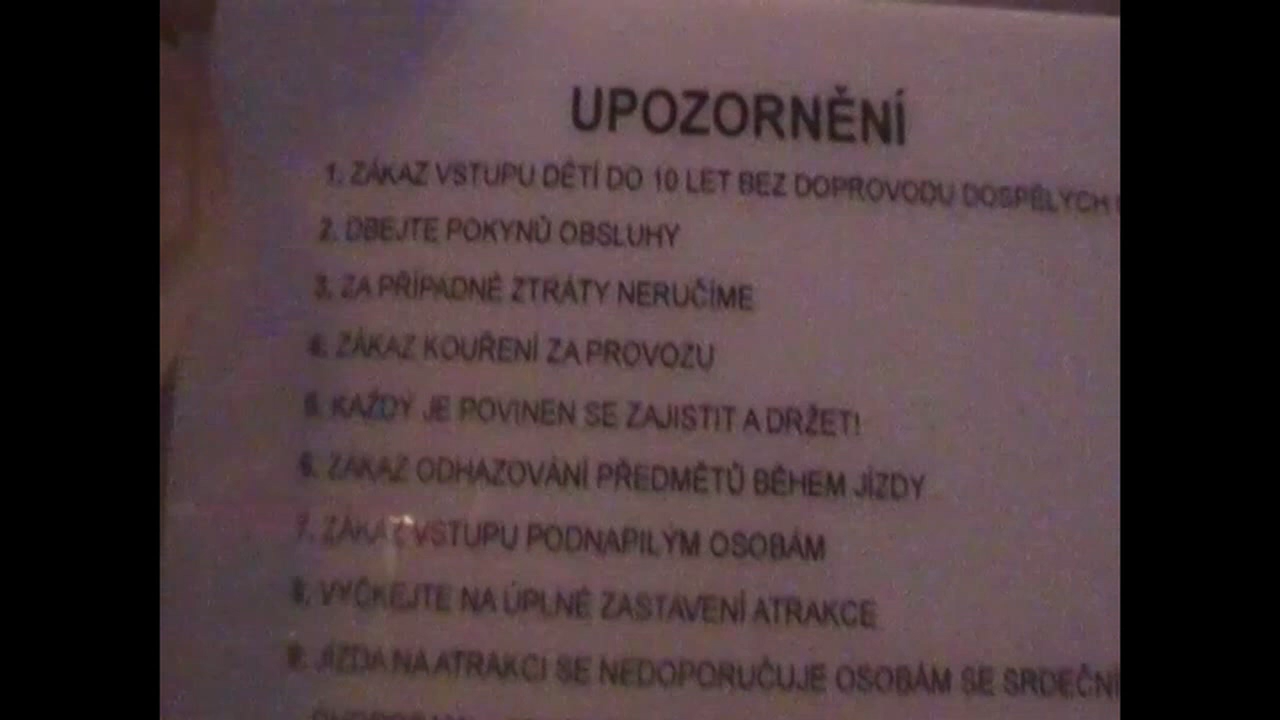 UPOZORNĚNÍ
1. ZÁKAZ VSTUPU DĚTÍ DO 10 LET BEZ DOPROVODU DOSPĚLYCH
2. DBEJTE POKYNŮ OBSLUHY
3. ZA PŘÍPADNÉ ZTRÁTY NERUČÍME
4. ZÁKAZ KOUŘENÍ ZA PROVOZU
5. KAŽDÝ JE POVINEN SE ZAJISTIT A DRŽET!
6. ZÁKAZ ODHAZOVÁNÍ PŘEDMĚTŮ BĚHEM JÍZDY
7. ZÁKAZ VSTUPU PODNAPILÝM OSOBÁM
8. VYČKEJTE NA ÚPLNÉ ZASTAVENÍ ATRAKCE
9. JÍZDA NA ATRAKCI SE NEDOPORUČUJE OSOBÁM SE SRDEČNÍ